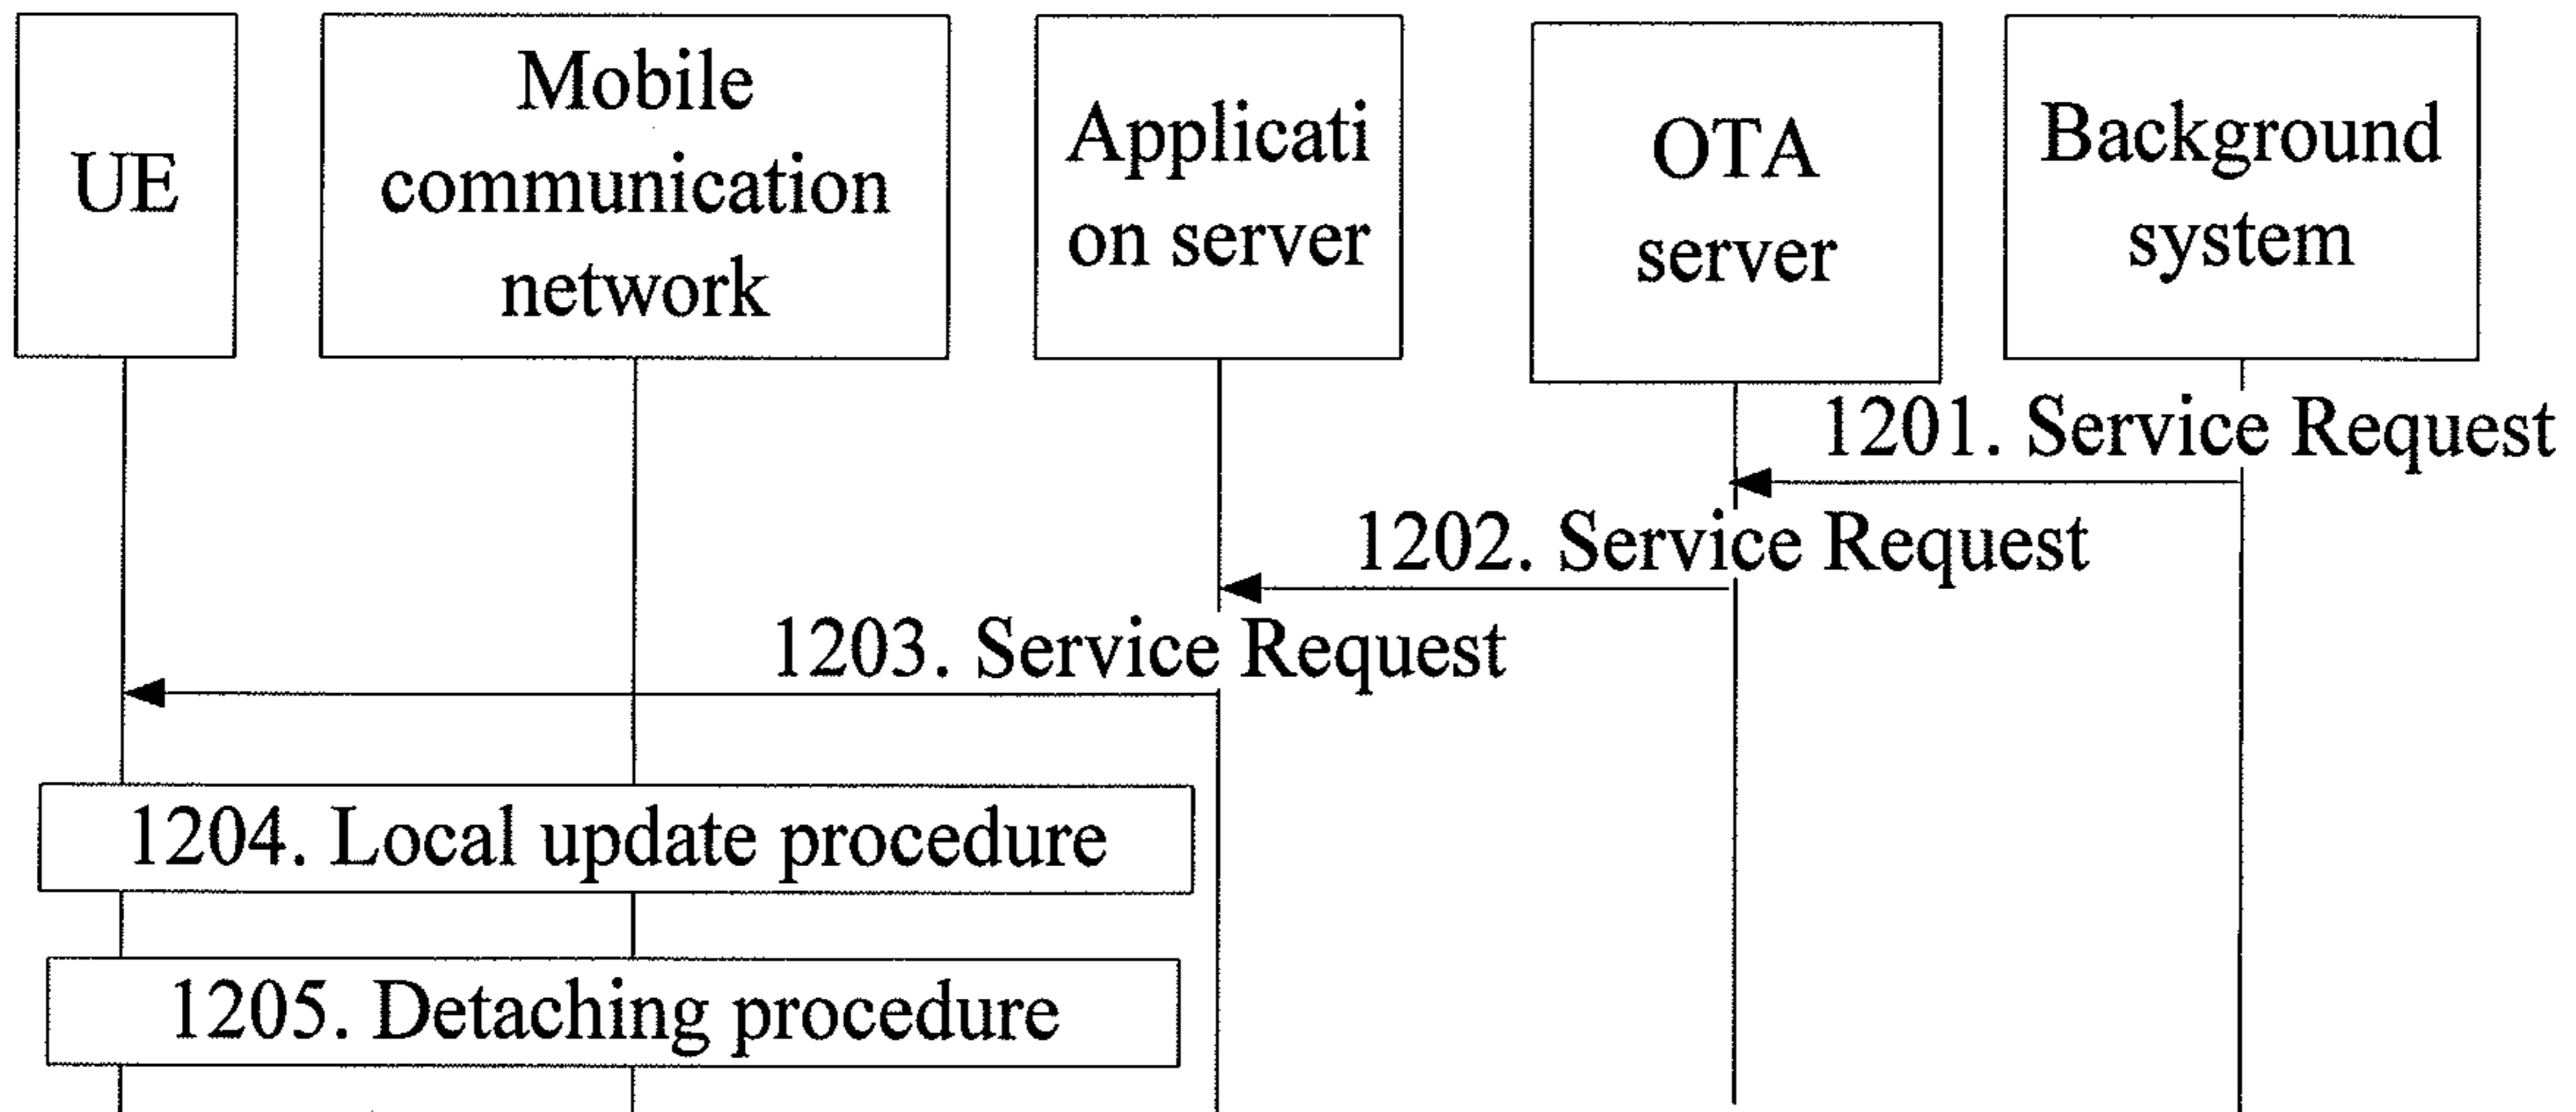 UE
Mobile
communication
network
Applicati
on server
OTA
server
Background
system
1201. Service Request
1202. Service Request
1203. Service Request
1204. Local update procedure
1205. Detaching procedure